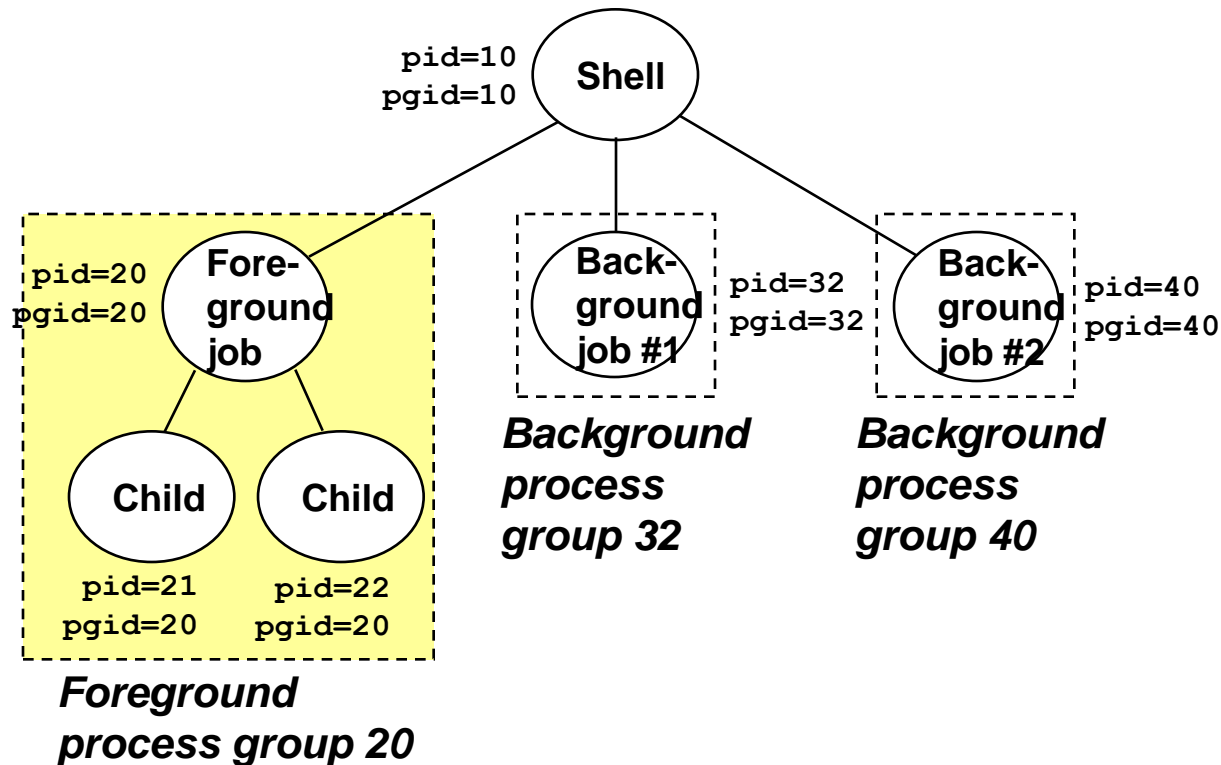 pid=10
pgid=10
Shell
pid=20
pgid=20
Fore-
ground
job
Back-
ground
job #1
pid=32
pgid=32
Back-
ground
job #2
pid=40
pgid=40
Child
Child
pid=21
pgid=20
pid=22
pgid=20
Background
process
group 32
Background
process
group 40
Foreground
process group 20